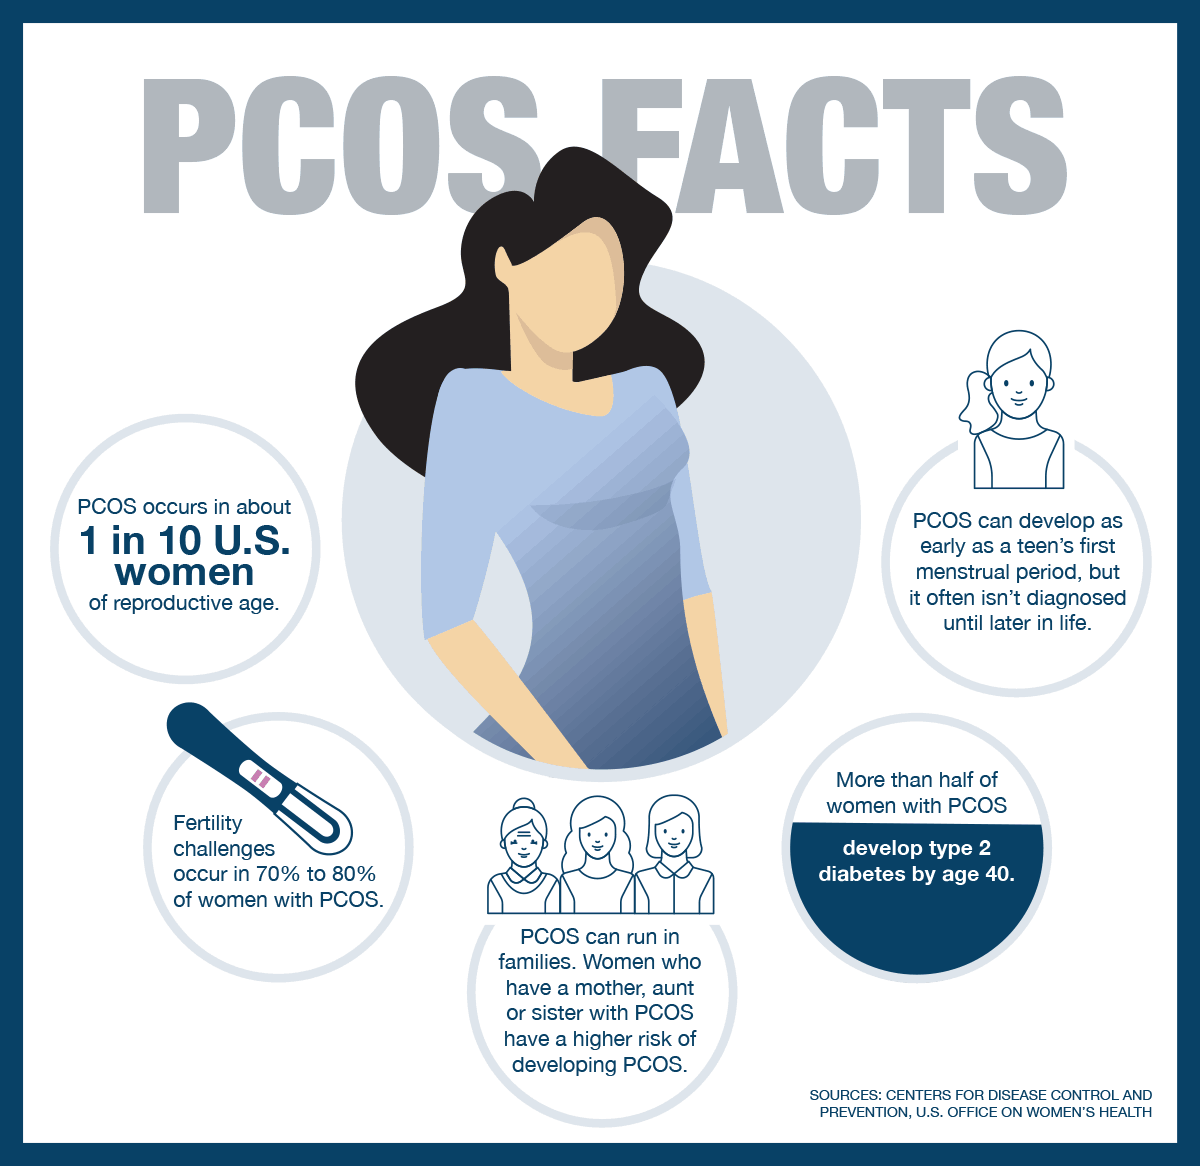 PCOS FACTS
PCOS occurs in about
1 in 10 U.S.
women
of reproductive age.
PCOS can develop as
early as a teen's first
menstrual period, but
it often isn't diagnosed
until later in life.
Fertility
challenges
occur in 70% to 80%
of women with PCOS.
More than half of
women with PCOS
develop type 2
diabetes by age 40.
PCOS can run in
families. Women who
have a mother, aunt
or sister with PCOS
have a higher risk of
developing PCOS.
SOURCES: CENTERS FOR DISEASE CONTROL AND
PREVENTION, U.S. OFFICE ON WOMEN'S HEALTH